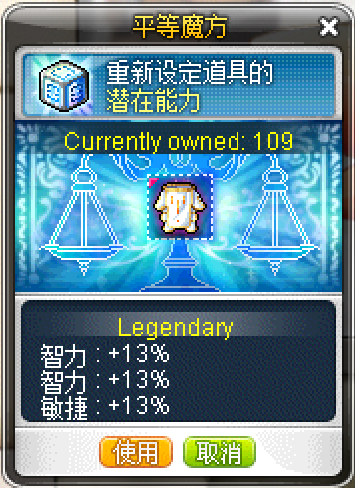 平等魔方
重新设定道具的
潜在能力
Currently owned: 109
Legendary
智力 : +13%
智力 : +13%
敏捷 : +13%
使用 取消